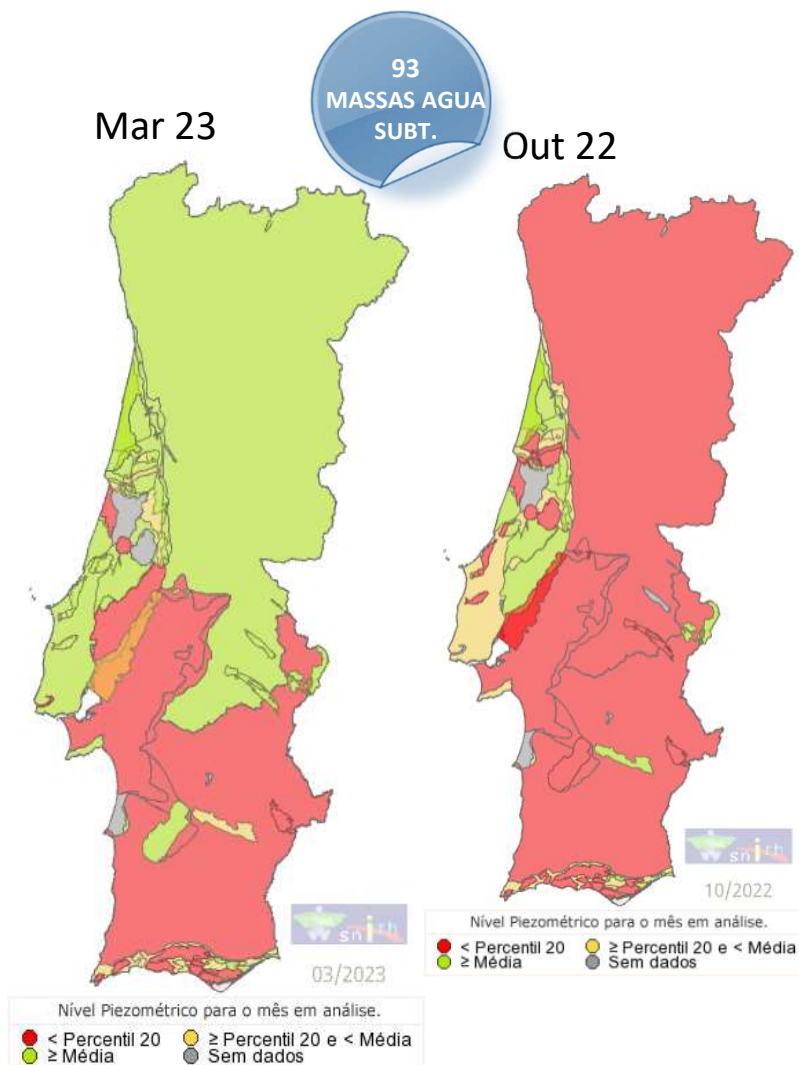 93
MASSAS AGUA
SUBT.
Mar 23
Out 22
snirh
03/2023
Nível Piezométrico para o mês em análise.
< Percentil 20
≥ Percentil 20 e < Média
≥ Média
Sem dados
snirh
10/2022
Nível Piezométrico para o mês em análise.
< Percentil 20
≥ Percentil 20 e < Média
≥ Média
Sem dados